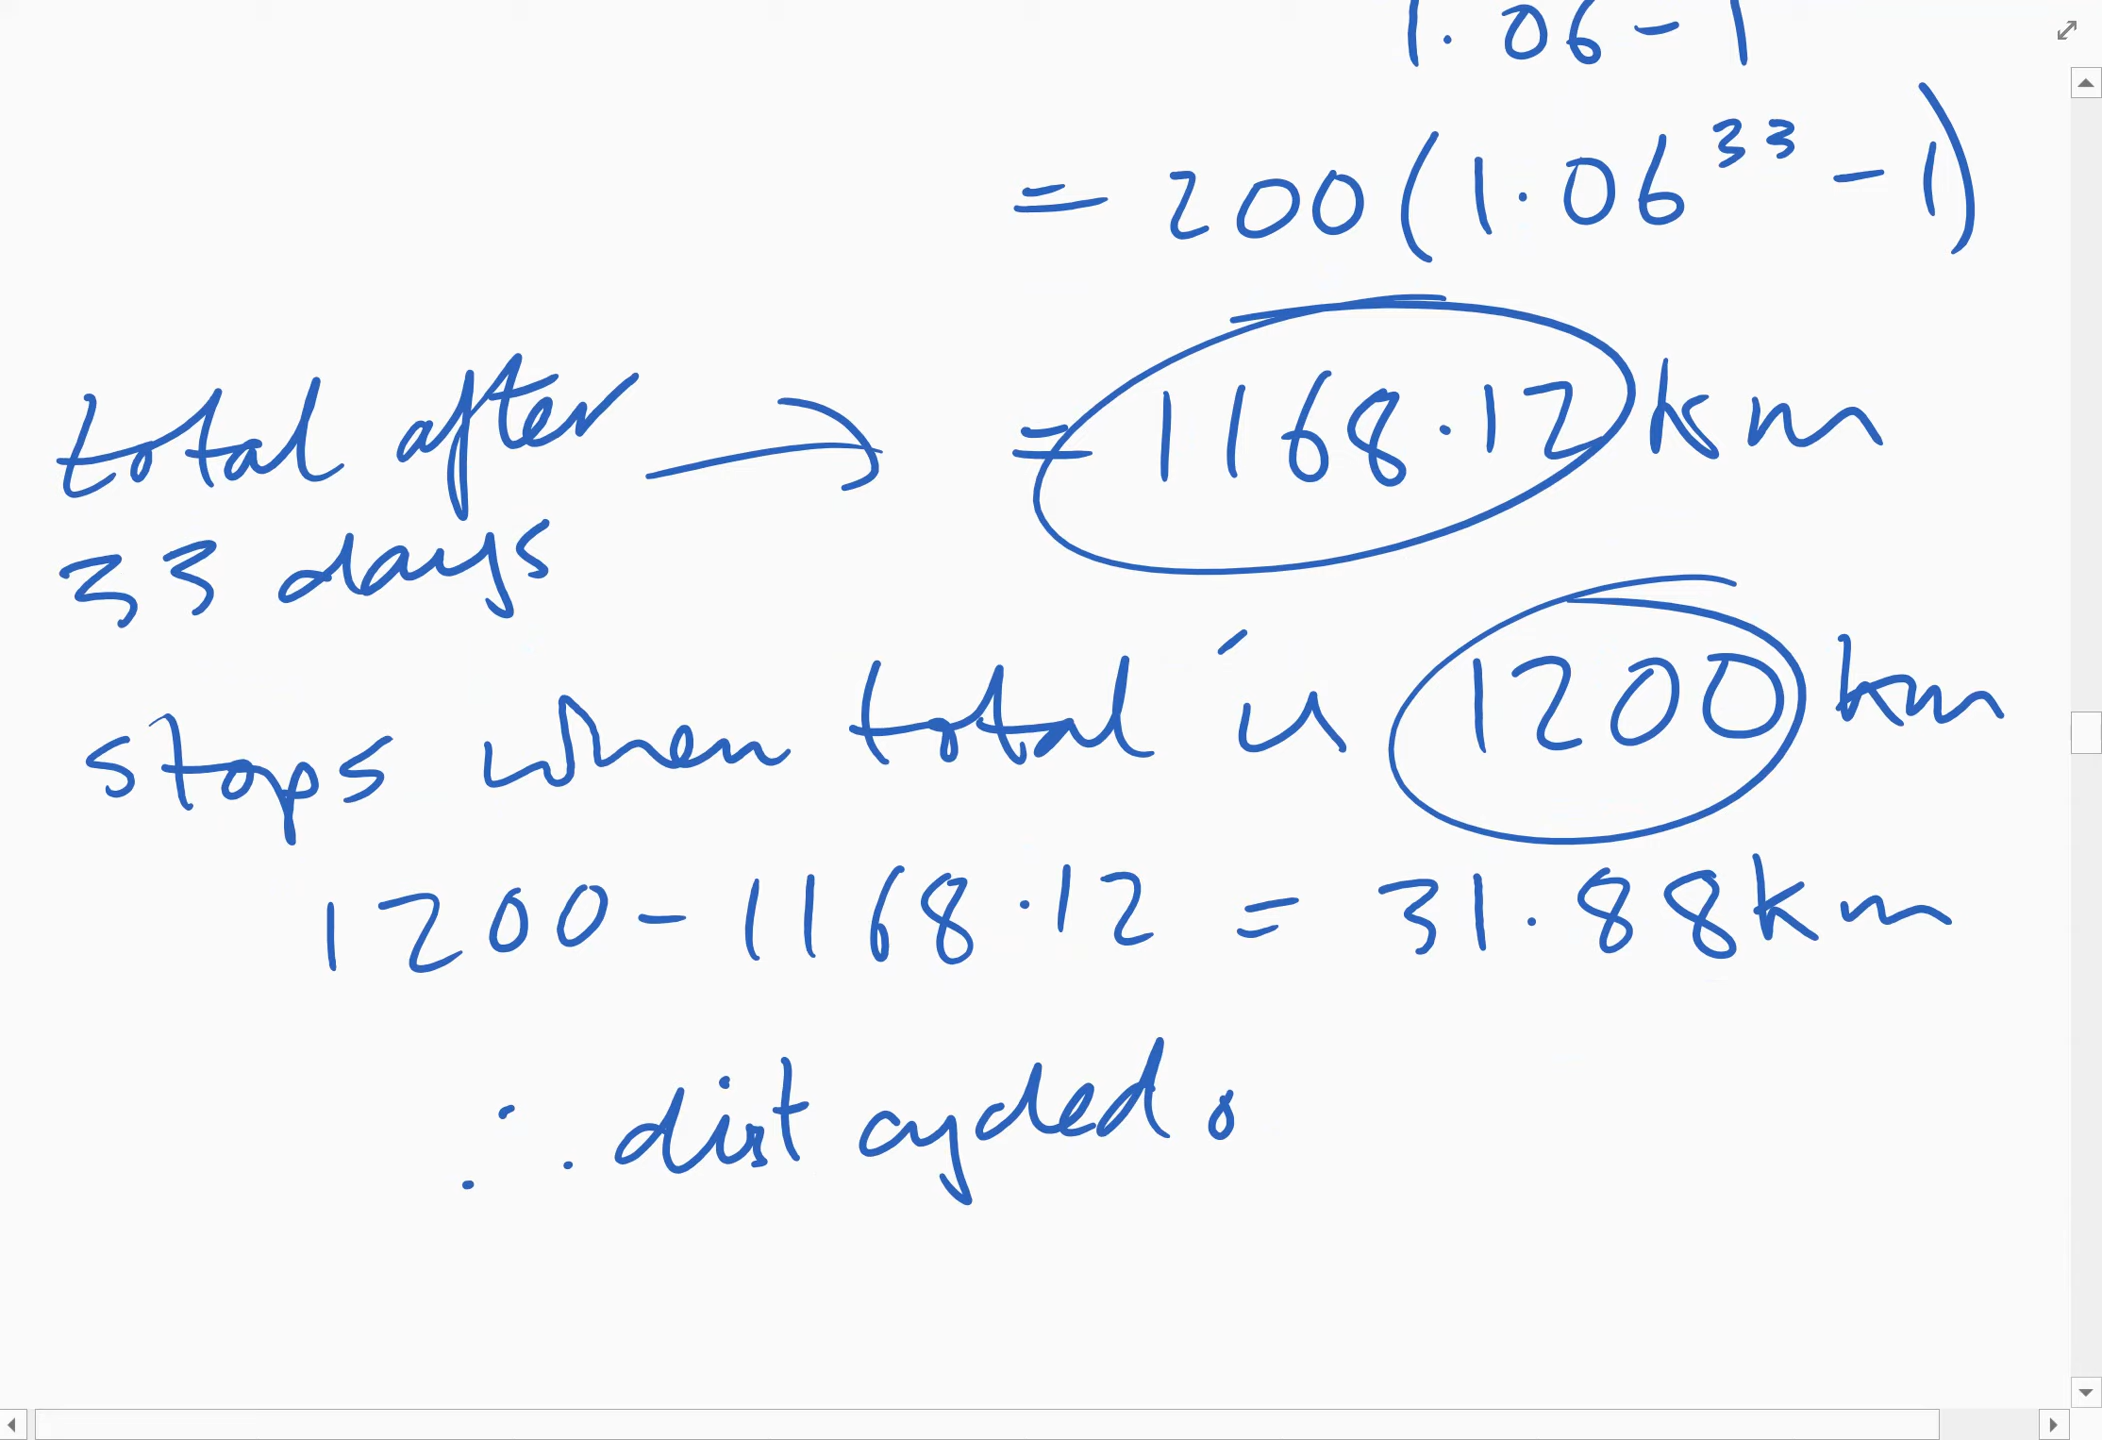 1.06-1
= 200(1.06³³ - 1)
total after → = 1168.12 km
33 days
stops when total is 1200 km
1200 - 1168.12 = 31.88 km
∴ dist cycled o